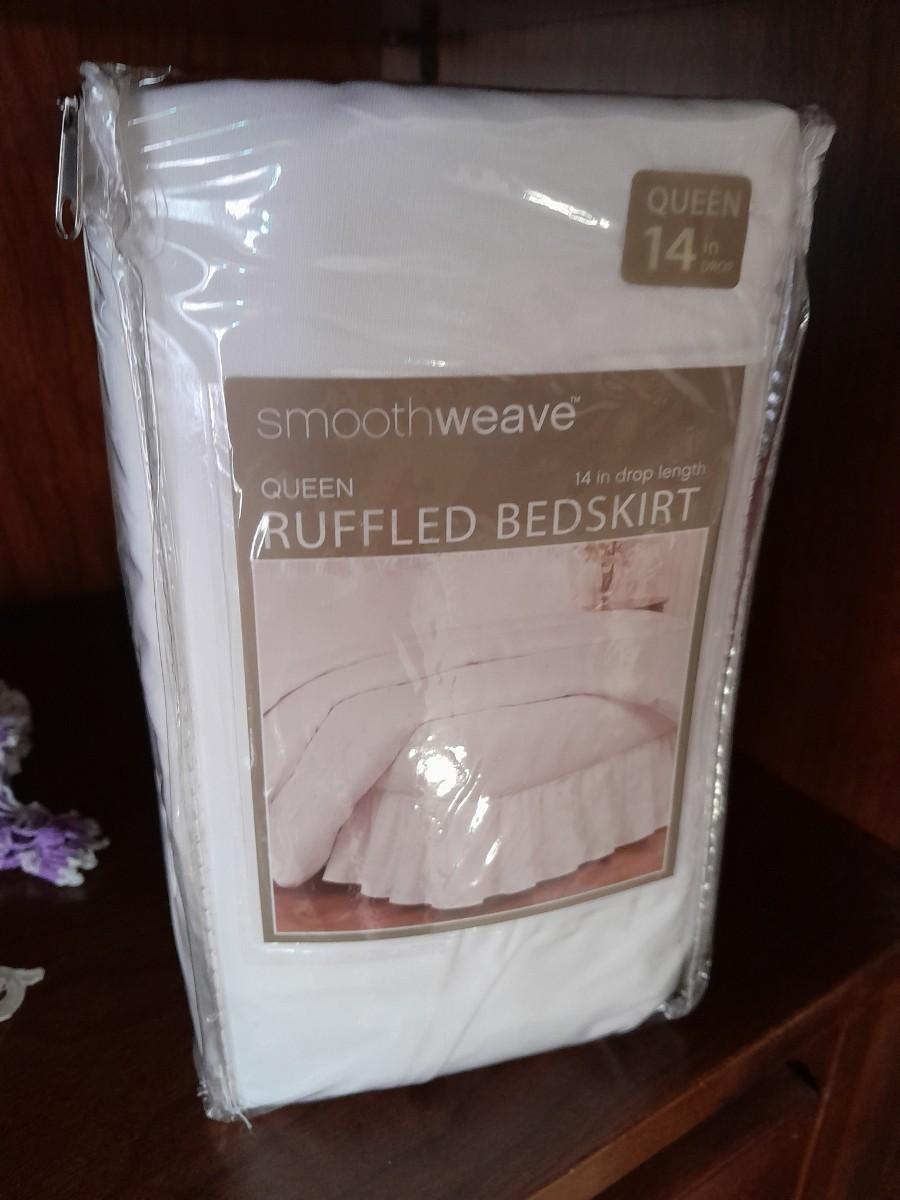 QUEEN
14 in
DROP
smoothweave™
QUEEN
14 in drop length
RUFFLED BEDSKIRT